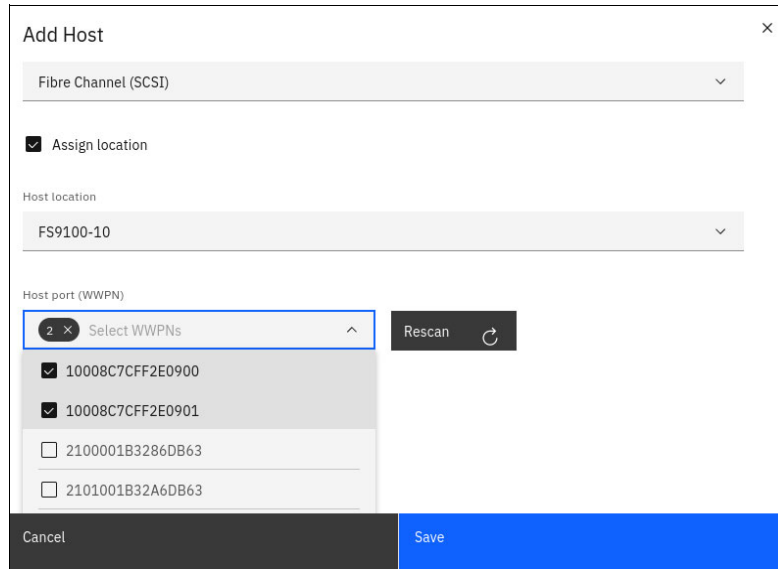 Add Host
Fibre Channel (SCSI)
Assign location
Host location
FS9100-10
Host port (WWPN)
2 Select WWPNs
Rescan
10008C7CFF2E0900
10008C7CFF2E0901
2100001B3286DB63
2101001B32A6DB63
Cancel
Save